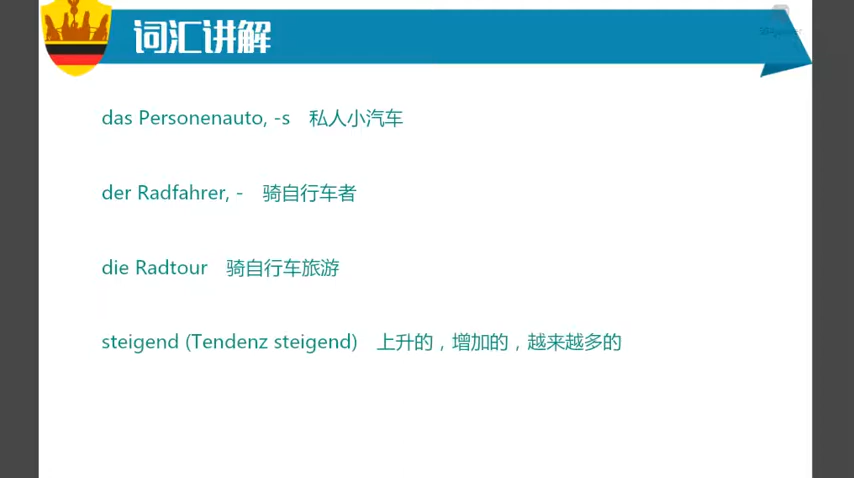 词汇讲解
das Personenauto, -s 私人小汽车
der Radfahrer, - 骑自行车者
die Radtour 骑自行车旅游
steigend (Tendenz steigend) 上升的，增加的，越来越多的